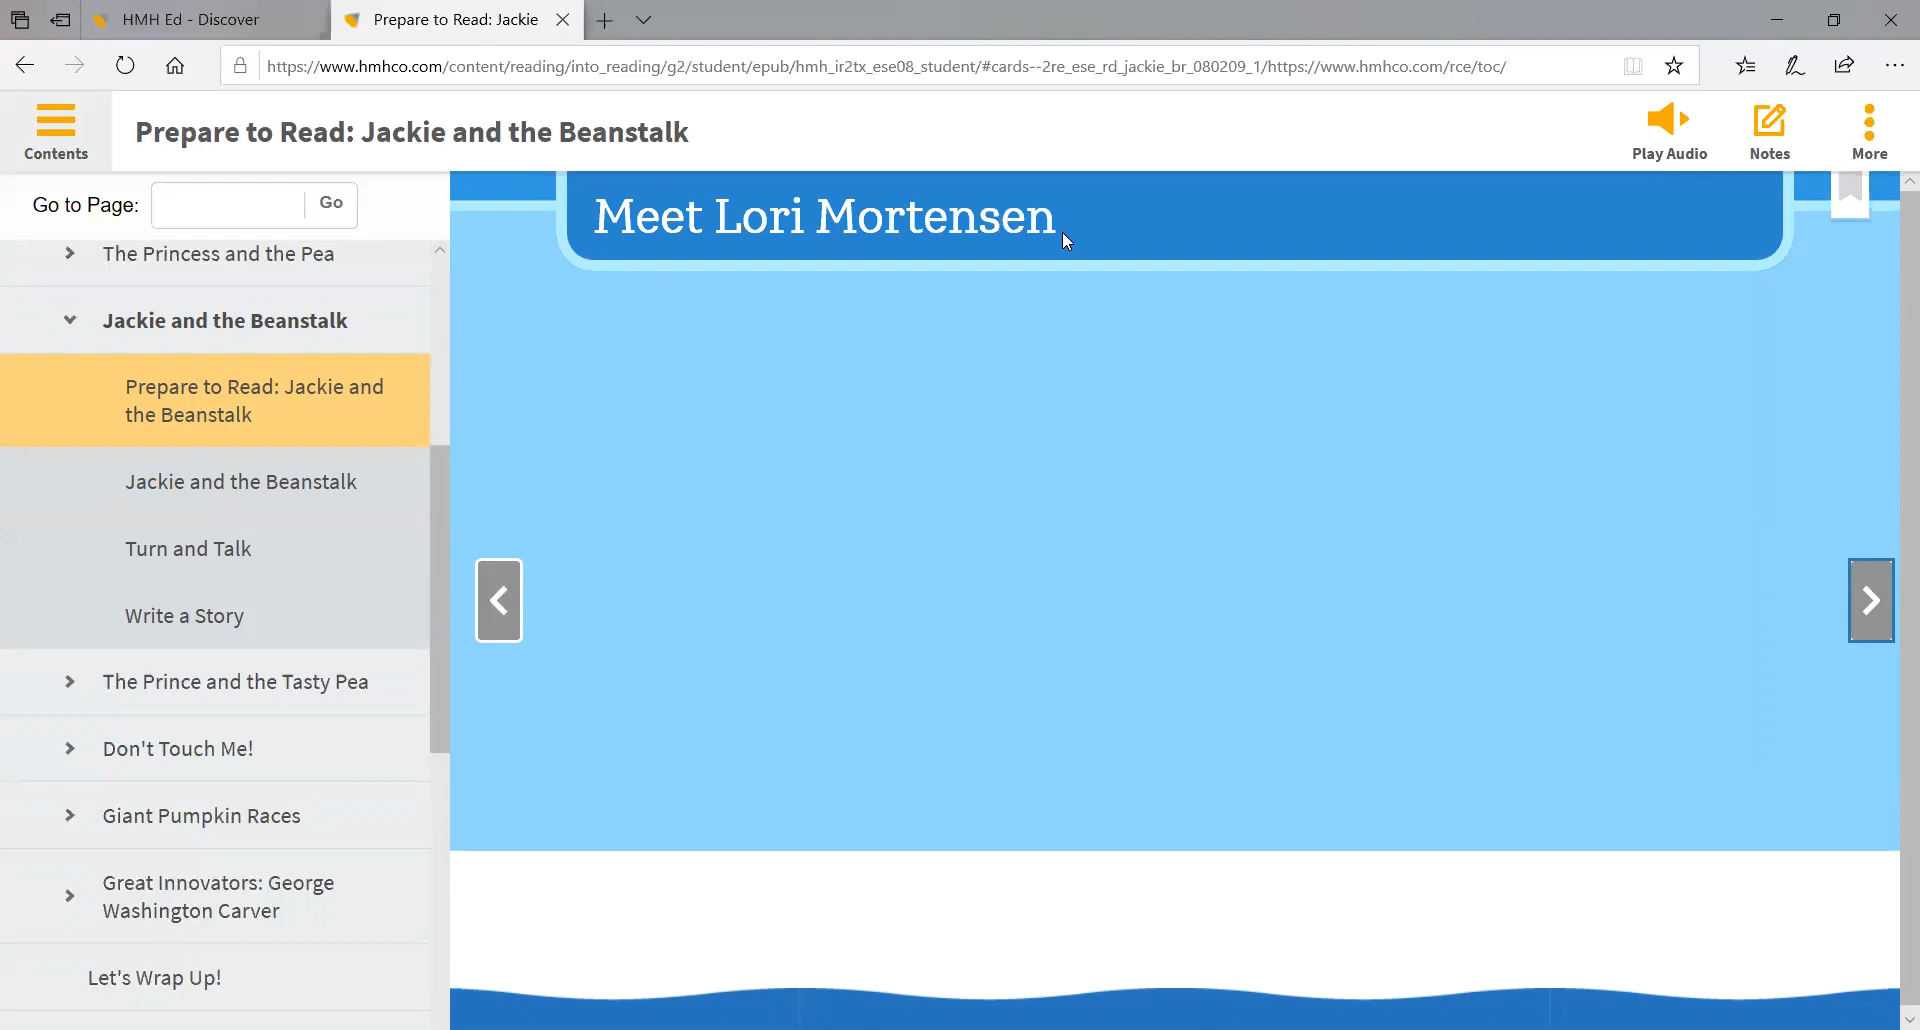 HMH Ed - Discover
Prepare to Read: Jackie
https://www.hmhco.com/content/reading/into_reading/g2/student/epub/hmh_ir2tx_ese08_student/#cards--2re_ese_rd_jackie_br_080209_1/https://www.hmhco.com/rce/toc/
Contents
Prepare to Read: Jackie and the Beanstalk
Play Audio
Notes
More
Go to Page:
Go
The Princess and the Pea
Jackie and the Beanstalk
Prepare to Read: Jackie and
the Beanstalk
Jackie and the Beanstalk
Turn and Talk
Write a Story
The Prince and the Tasty Pea
Don't Touch Me!
Giant Pumpkin Races
Great Innovators: George
Washington Carver
Let's Wrap Up!
Meet Lori Mortensen